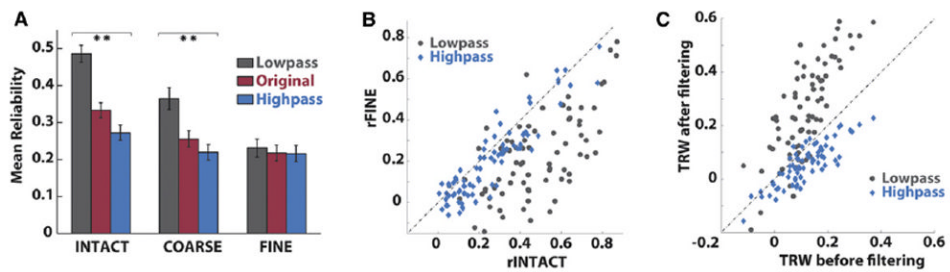 A
Mean Reliability
0.5
0.4
0.3
0.2
0.1
0
**
**
Lowpass
Original
Highpass
INTACT COARSE FINE
B
rFINE
0.8
0.6
0.4
0.2
0
Lowpass
Highpass
0 0.2 0.4 0.6 0.8
rINTACT
C
TRW after filtering
0.6
0.4
0.2
0
Lowpass
Highpass
-0.2 0 0.2 0.4 0.6
TRW before filtering